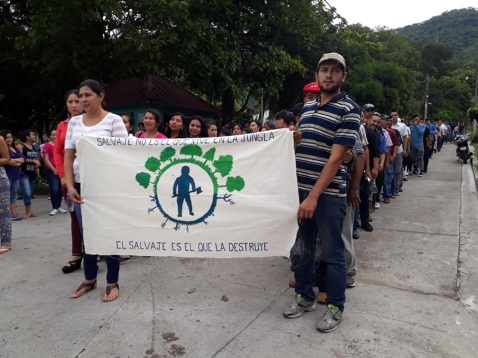 SALVAJE NO ES EL QUE VIVE EN LA JUNGLA
EL SALVAJE ES EL QUE LA DESTRUYE